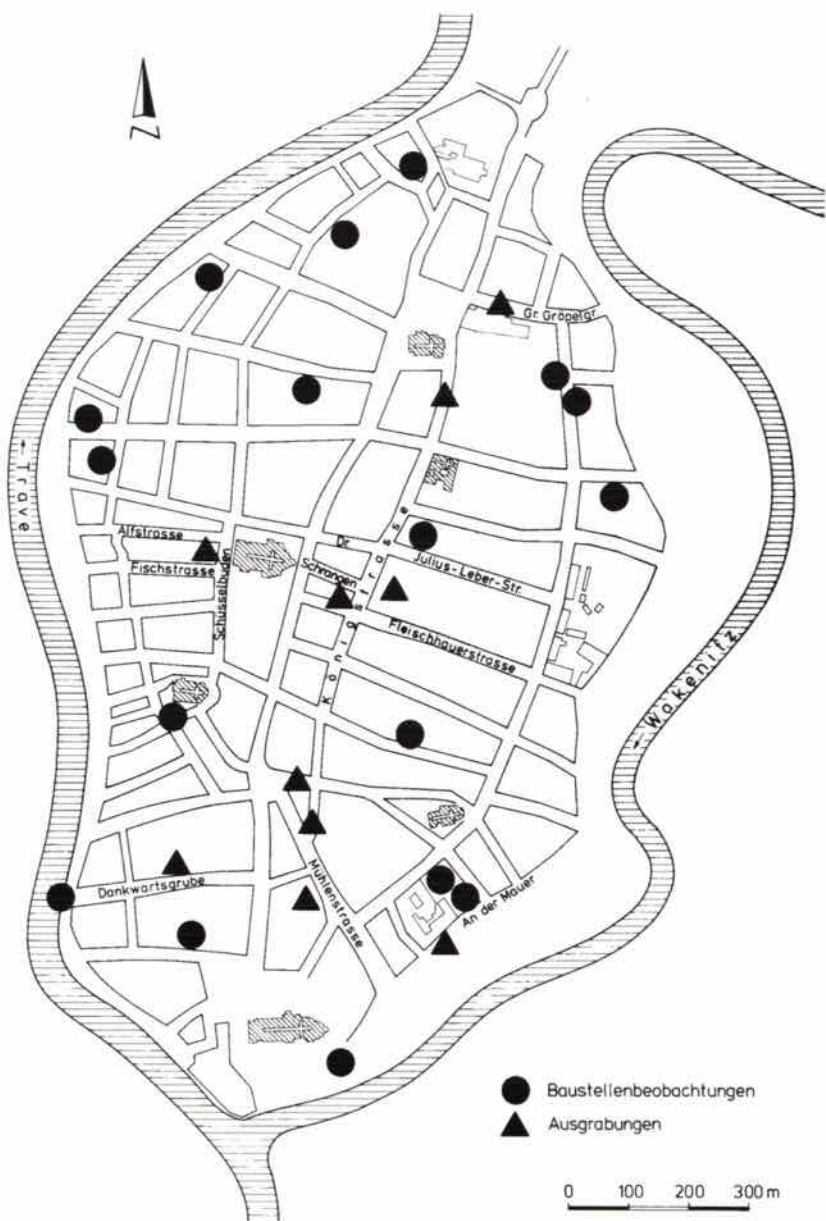 N
Gr. Gröpelgr.
← Trave
Alfstrasse
Fischstrasse
Schüsselbuden
Dr.
Julius-Leber-Str.
Schrangen
Königstrasse
Fleischhauerstrasse
← Wakenitz
Mühlenstrasse
Dankwartsgrube
An der Mauer
Baustellenbeobachtungen
Ausgrabungen
0 100 200 300 m